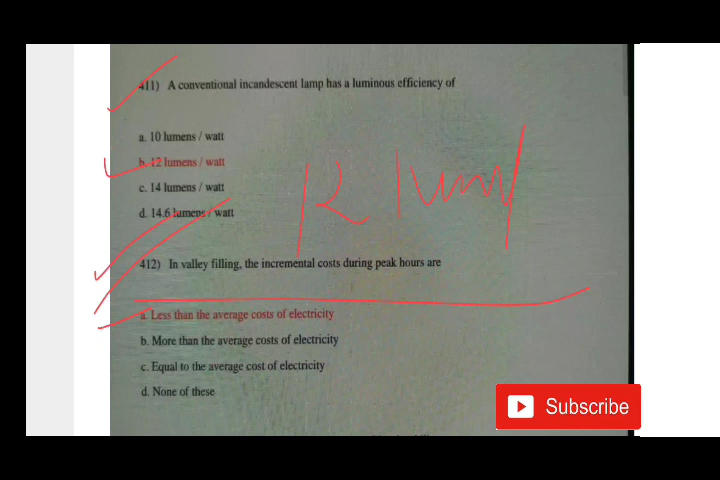 411) A conventional incandescent lamp has a luminous efficiency of
a. 10 lumens / watt
b. 12 lumens / watt
c. 14 lumens / watt
d. 14.6 lumens / watt
12
412) In valley filling, the incremental costs during peak hours are
a. Less than the average costs of electricity
b. More than the average costs of electricity
c. Equal to the average cost of electricity
d. None of these
Subscribe